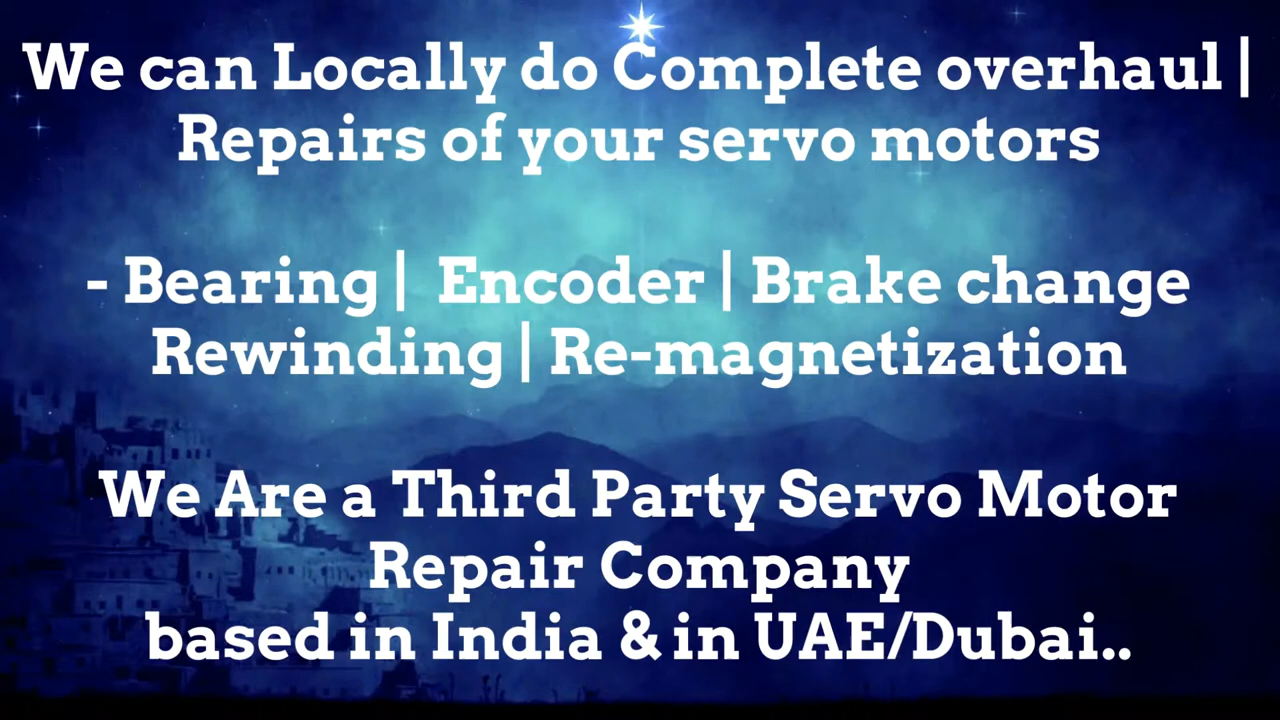 We can Locally do Complete overhaul |
Repairs of your servo motors
- Bearing | Encoder | Brake change
Rewinding | Re-magnetization
We Are a Third Party Servo Motor
Repair Company
based in India & in UAE/Dubai..